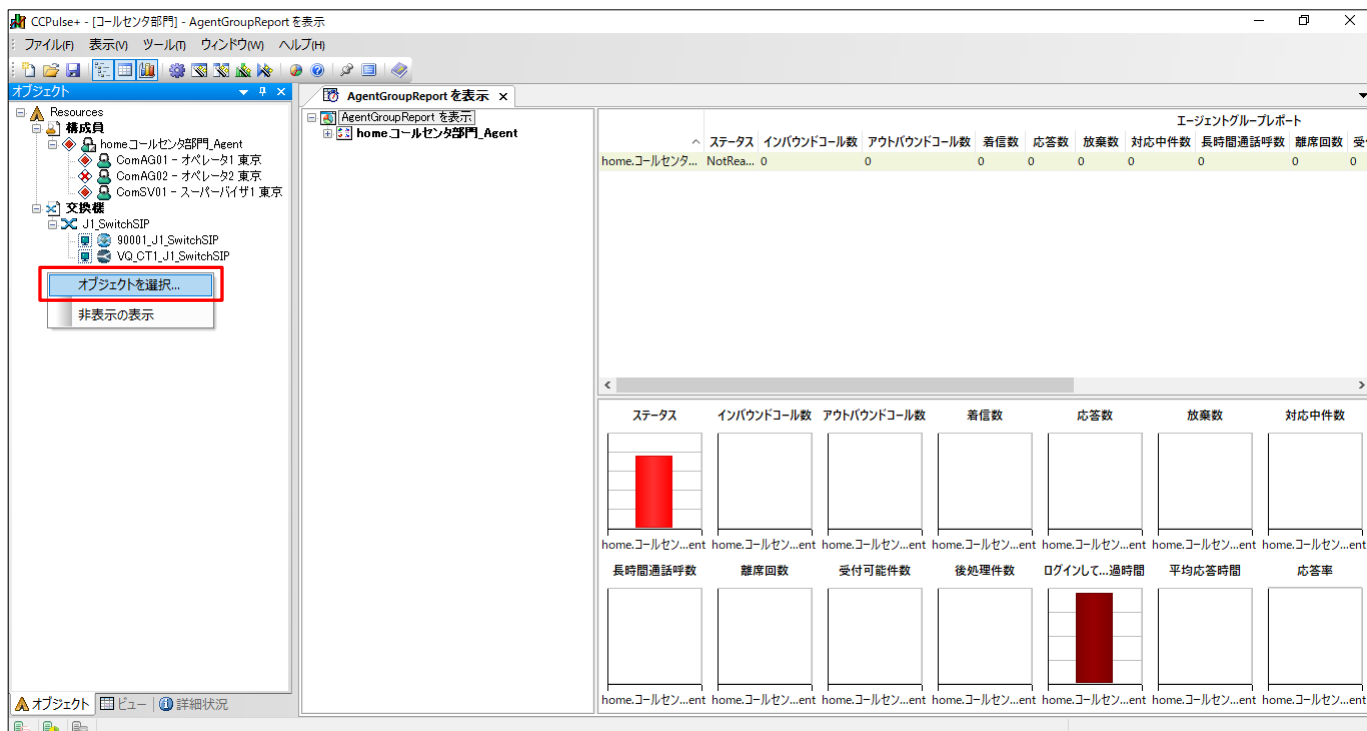 CCPulse+ - [コールセンタ部門] - AgentGroupReport を表示
ファイル(F) 表示(V) ツール(T) ウィンドウ(W) ヘルプ(H)
オブジェクト
Resources
構成員
homeコールセンタ部門_Agent
ComAG01 - オペレータ1 東京
ComAG02 - オペレータ2 東京
ComSV01 - スーパーバイザ1 東京
交換機
J1_SwitchSIP
90001_J1_SwitchSIP
VQ_CT1_J1_SwitchSIP
オブジェクトを選択...
非表示の表示
オブジェクト ビュー 詳細状況
AgentGroupReport を表示
AgentGroupReport を表示
home.コールセンタ部門_Agent
エージェントグループレポート
ステータス インバウンドコール数 アウトバウンドコール数 着信数 応答数 放棄数 対応中件数 長時間通話呼数 離席回数
home.コールセンタ... NotRea... 0 0 0 0 0 0 0 0 0
ステータス インバウンドコール数 アウトバウンドコール数 着信数 応答数 放棄数 対応中件数
home.コールセン...ent home.コールセン...ent home.コールセン...ent home.コールセン...ent home.コールセン...ent home.コールセン...ent home.コールセン...ent
長時間通話呼数 離席回数 受付可能件数 後処理件数 ログインして...過時間 平均応答時間 応答率
home.コールセン...ent home.コールセン...ent home.コールセン...ent home.コールセン...ent home.コールセン...ent home.コールセン...ent home.コールセン...ent